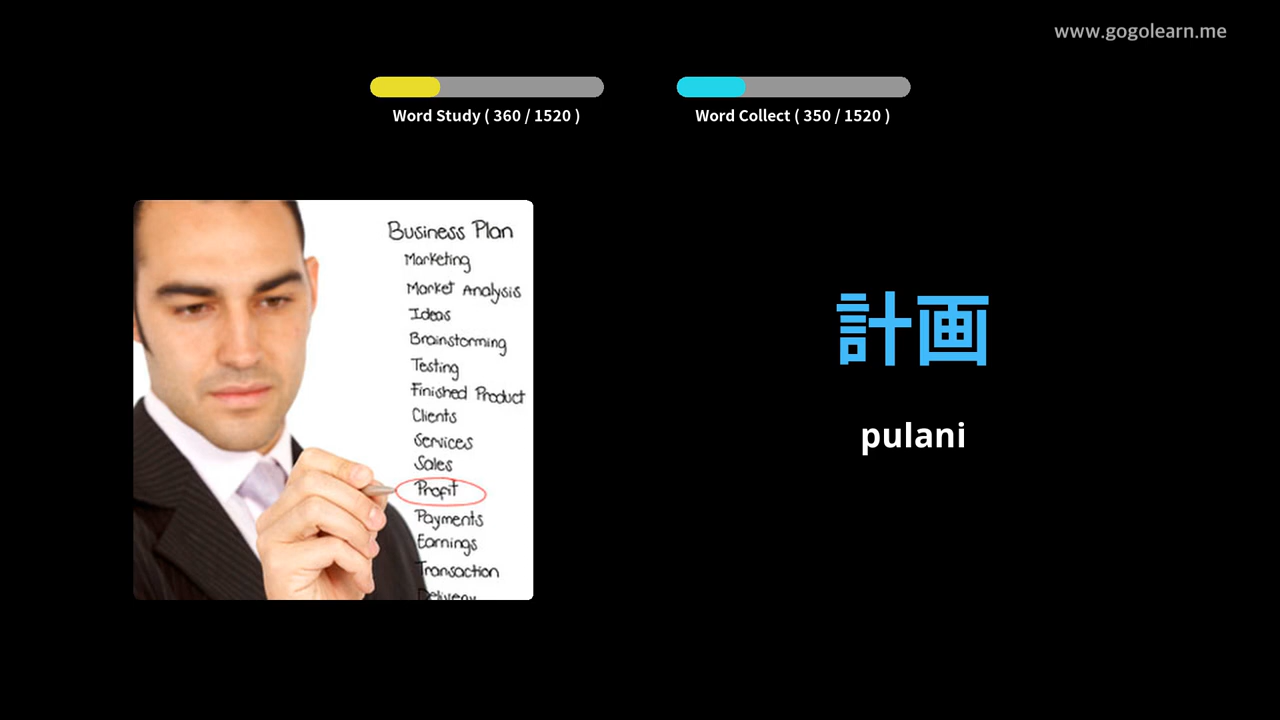 www.gogolearn.me
Word Study ( 360 / 1520 )
Word Collect ( 350 / 1520 )
Business Plan
Marketing
Market Analysis
Ideas
Brainstorming
Testing
Finished Product
Clients
Services
Sales
Profit
Payments
Earnings
Transaction
Delivery
計画
pulani